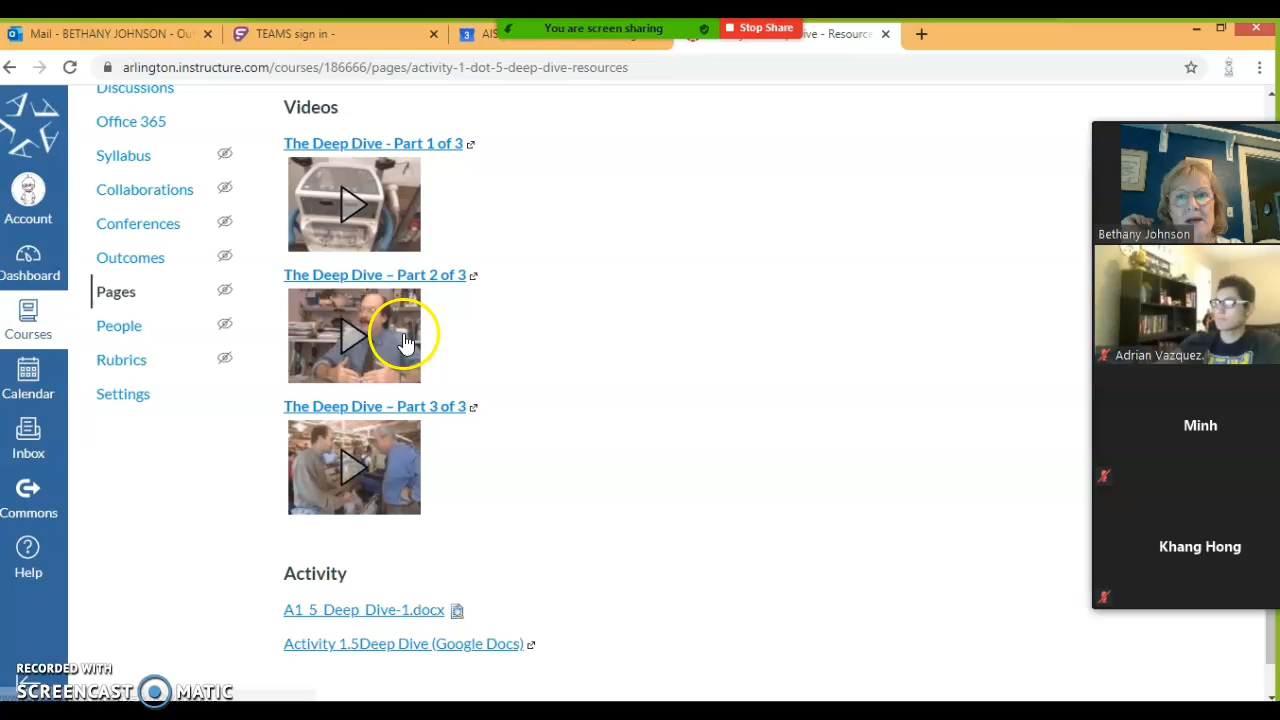 Mail - BETHANY JOHNSON - Ou
TEAMS sign in -
3
AIS
You are screen sharing
Stop Share
Dive - Resource
arlington.instructure.com/courses/186666/pages/activity-1-dot-5-deep-dive-resources
Account
Dashboard
Courses
Calendar
Inbox
Commons
Help
Discussions
Office 365
Syllabus
Collaborations
Conferences
Outcomes
Pages
People
Rubrics
Settings
Videos
The Deep Dive - Part 1 of 3
The Deep Dive – Part 2 of 3
The Deep Dive – Part 3 of 3
Activity
A1_5_Deep_Dive-1.docx
Activity 1.5Deep Dive (Google Docs)
Bethany Johnson
Adrian Vazquez
Minh
Khang Hong
RECORDED WITH
SCREENCAST MATIC